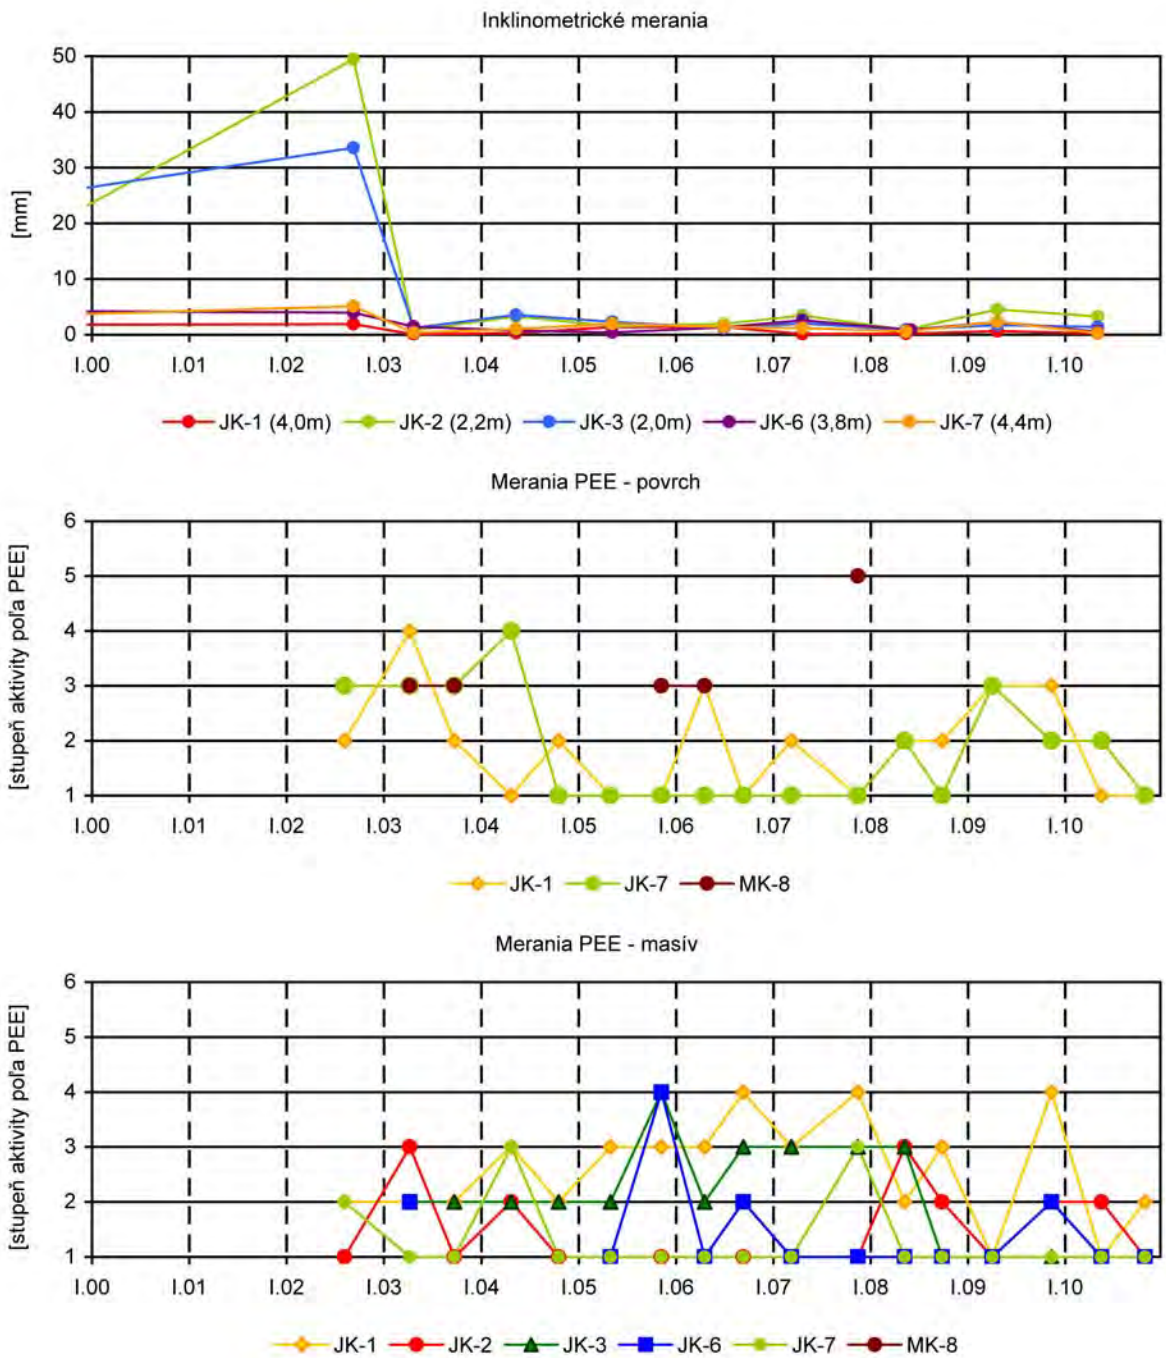 Inklinometrické merania
[mm]
50
40
30
20
10
0
I.00 I.01 I.02 I.03 I.04 I.05 I.06 I.07 I.08 I.09 I.10
JK-1 (4,0m) JK-2 (2,2m) JK-3 (2,0m) JK-6 (3,8m) JK-7 (4,4m)
Merania PEE - povrch
[stupeň aktivity poľa PEE]
6
5
4
3
2
1
I.00 I.01 I.02 I.03 I.04 I.05 I.06 I.07 I.08 I.09 I.10
JK-1 JK-7 MK-8
Merania PEE - masív
[stupeň aktivity poľa PEE]
6
5
4
3
2
1
I.00 I.01 I.02 I.03 I.04 I.05 I.06 I.07 I.08 I.09 I.10
JK-1 JK-2 JK-3 JK-6 JK-7 MK-8